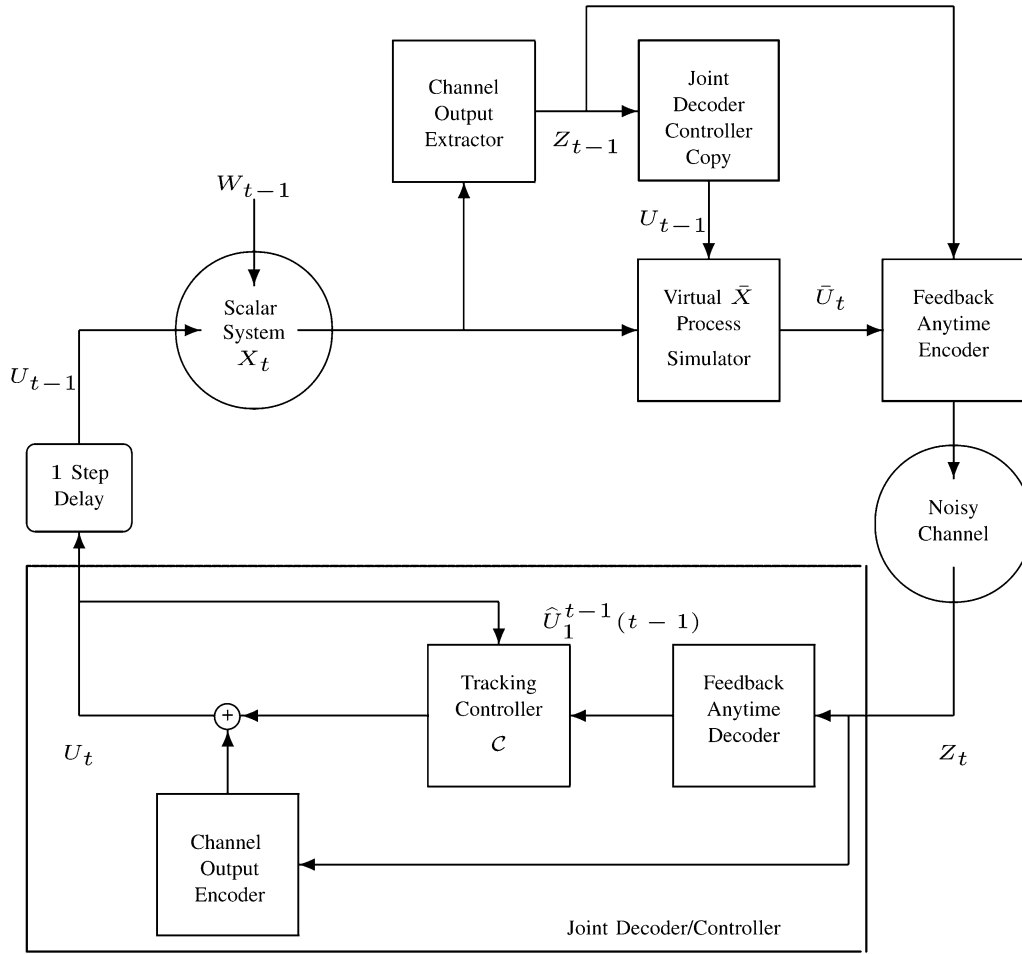 Channel
Output
Extractor
Z_{t-1}
Joint
Decoder
Controller
Copy
W_{t-1}
U_{t-1}
Scalar
System
X_t
Virtual X̄
Process
Simulator
Ū_t
Feedback
Anytime
Encoder
U_{t-1}
1 Step
Delay
Noisy
Channel
Û_1^{t-1}(t-1)
Tracking
Controller
C
Feedback
Anytime
Decoder
+
U_t
Z_t
Channel
Output
Encoder
Joint Decoder/Controller